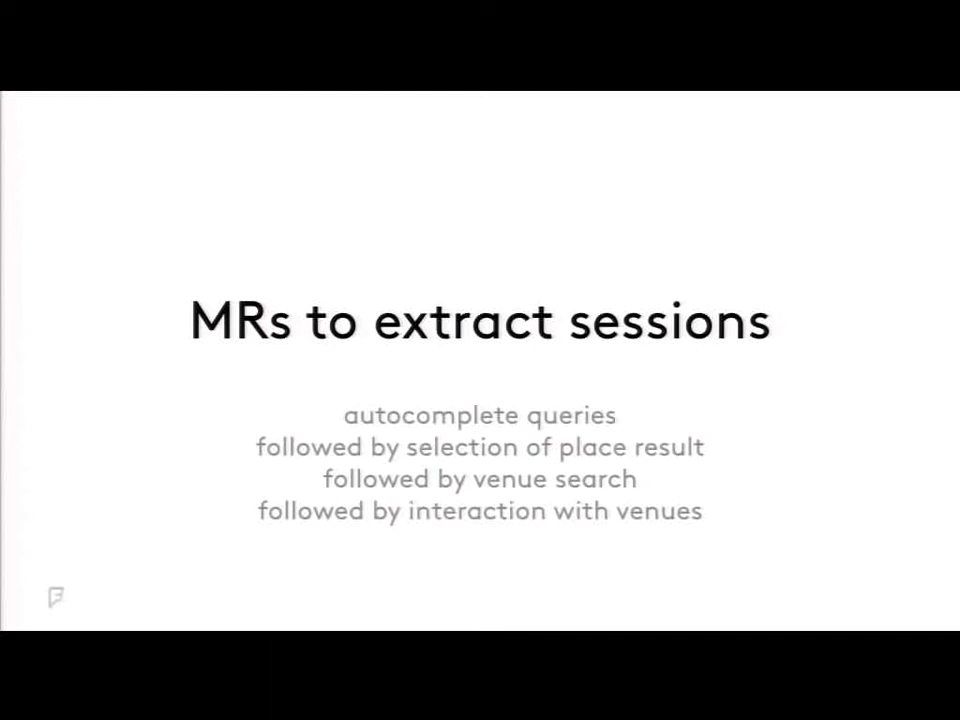 MRs to extract sessions
autocomplete queries
followed by selection of place result
followed by venue search
followed by interaction with venues